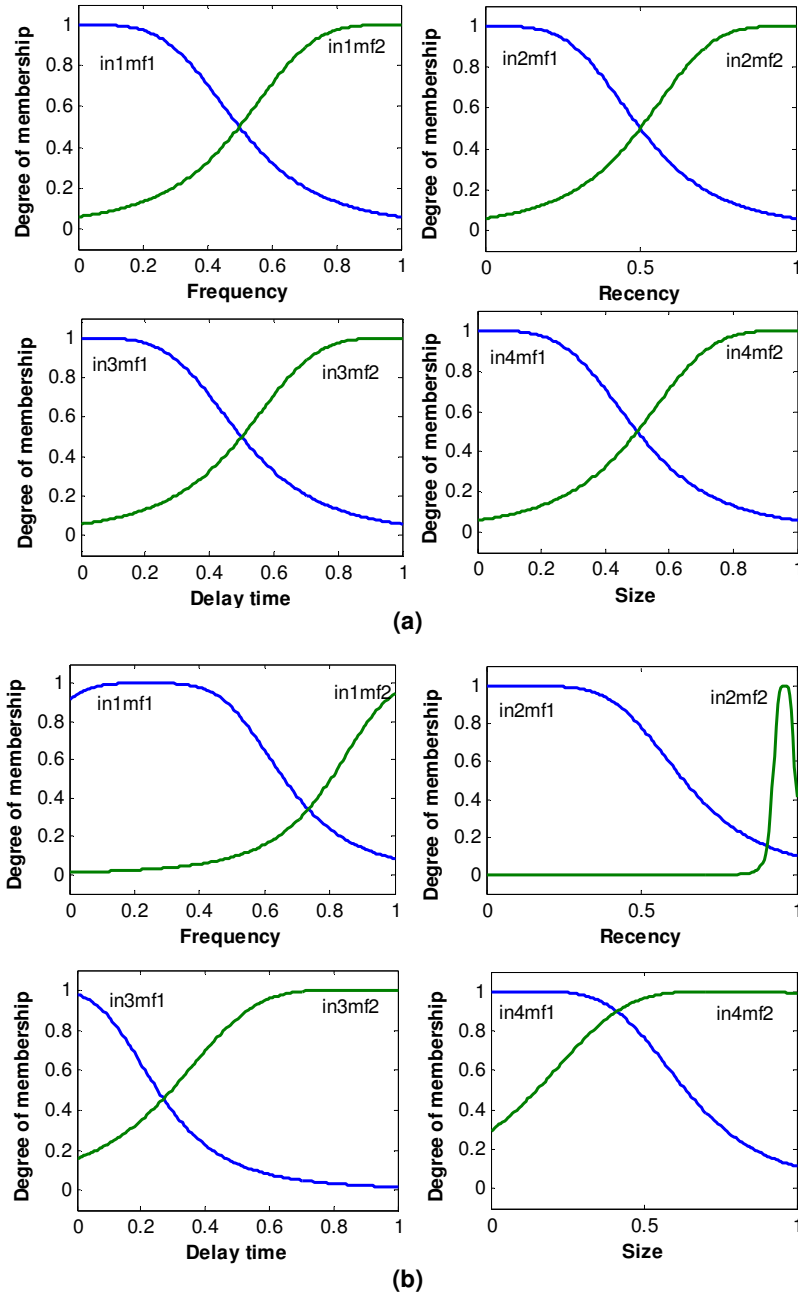 Degree of membership
1
0.8
0.6
0.4
0.2
0
in1mf1
in1mf2
0 0.2 0.4 0.6 0.8 1
Frequency
Degree of membership
1
0.8
0.6
0.4
0.2
0
in2mf1
in2mf2
0 0.5 1
Recency
Degree of membership
1
0.8
0.6
0.4
0.2
0
in3mf1
in3mf2
0 0.2 0.4 0.6 0.8 1
Delay time
Degree of membership
1
0.8
0.6
0.4
0.2
0
in4mf1
in4mf2
0 0.2 0.4 0.6 0.8 1
Size
(a)
Degree of membership
1
0.8
0.6
0.4
0.2
0
in1mf1
in1mf2
0 0.2 0.4 0.6 0.8 1
Frequency
Degree of membership
1
0.8
0.6
0.4
0.2
0
in2mf1
in2mf2
0 0.5 1
Recency
Degree of membership
1
0.8
0.6
0.4
0.2
0
in3mf1
in3mf2
0 0.2 0.4 0.6 0.8 1
Delay time
Degree of membership
1
0.8
0.6
0.4
0.2
0
in4mf1
in4mf2
0 0.5 1
Size
(b)